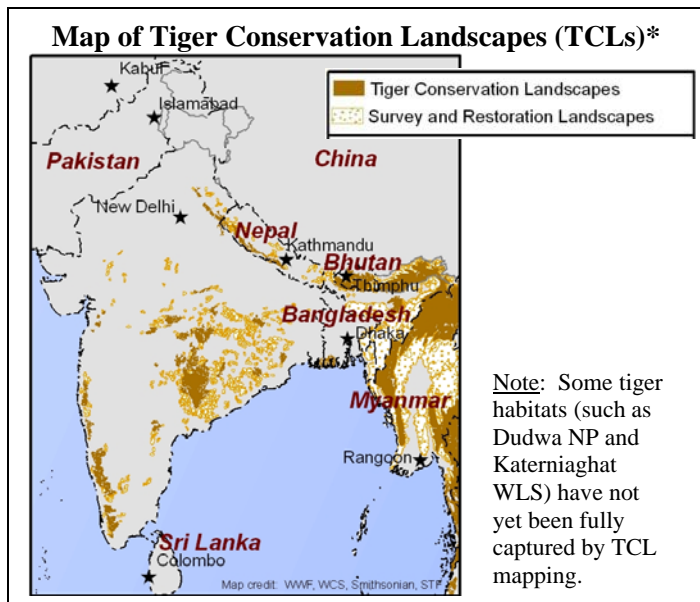 Map of Tiger Conservation Landscapes (TCLs)*
Kabul
Tiger Conservation Landscapes
Islamabad
Survey and Restoration Landscapes
Pakistan
China
New Delhi
Nepal
Kathmandu
Bhutan
Thimphu
Bangladesh
Dhaka
Myanmar
Rangoon
Sri Lanka
Colombo
Map credit: WWF, WCS, Smithsonian, STF
Note: Some tiger
habitats (such as
Dudwa NP and
Katerniaghat
WLS) have not
yet been fully
captured by TCL
mapping.